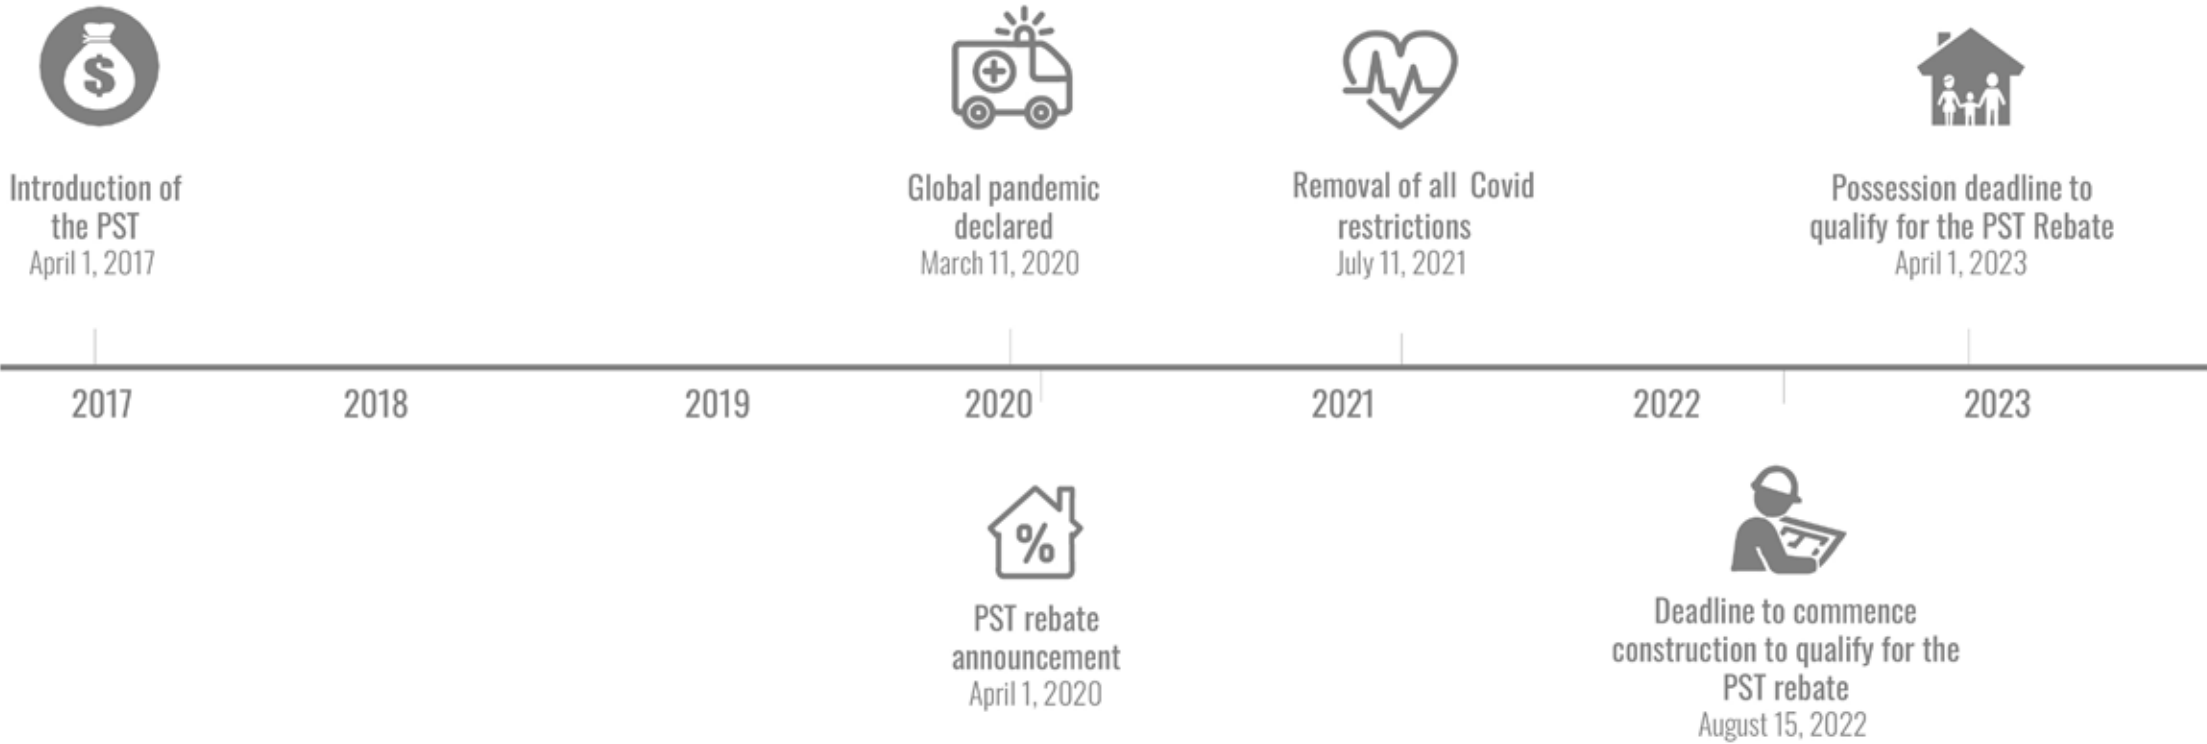 $
Introduction of
the PST
April 1, 2017
Global pandemic
declared
March 11, 2020
Removal of all Covid
restrictions
July 11, 2021
Possession deadline to
qualify for the PST Rebate
April 1, 2023
2017 2018 2019 2020 2021 2022 2023
%
PST rebate
announcement
April 1, 2020
Deadline to commence
construction to qualify for the
PST rebate
August 15, 2022